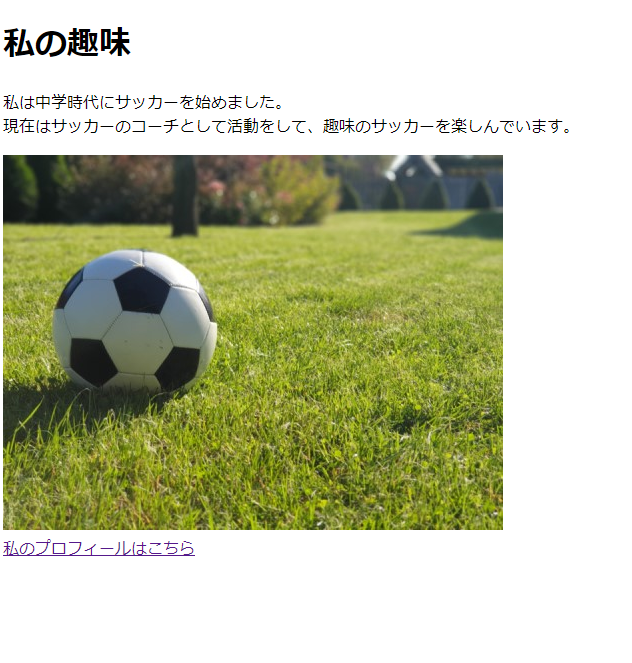 私の趣味
私は中学時代にサッカーを始めました。
現在はサッカーのコーチとして活動をして、趣味のサッカーを楽しんでいます。
私のプロフィールはこちら